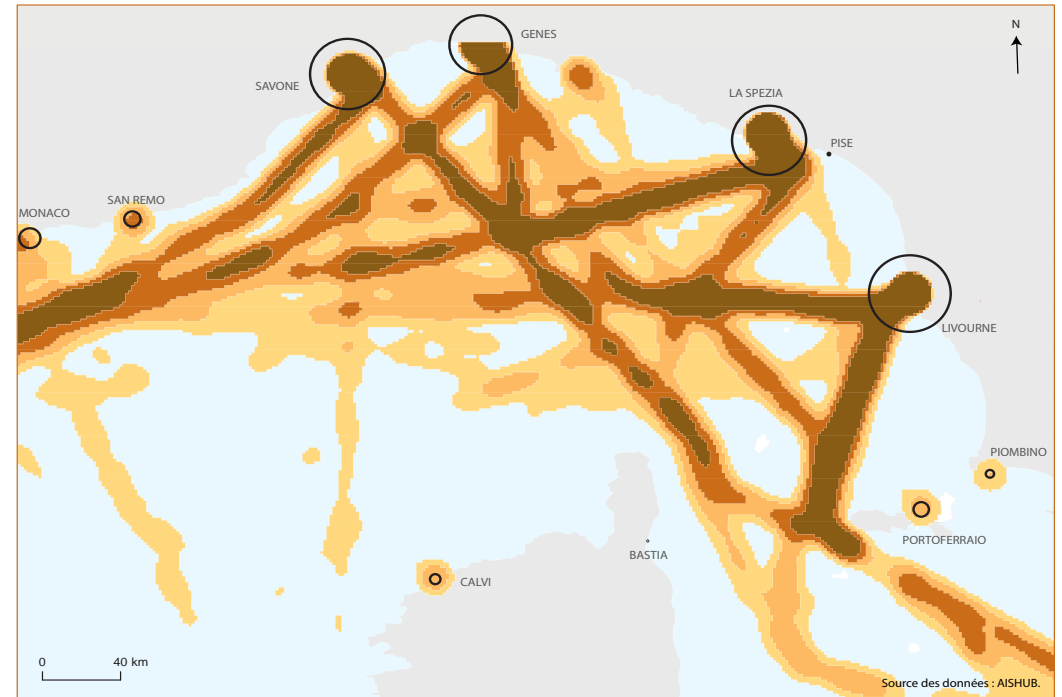 N
GENES
SAVONE
LA SPEZIA
PISE
SAN REMO
MONACO
LIVOURNE
PIOMBINO
PORTOFERRAIO
BASTIA
CALVI
0 40 km
Source des données : AISHUB.